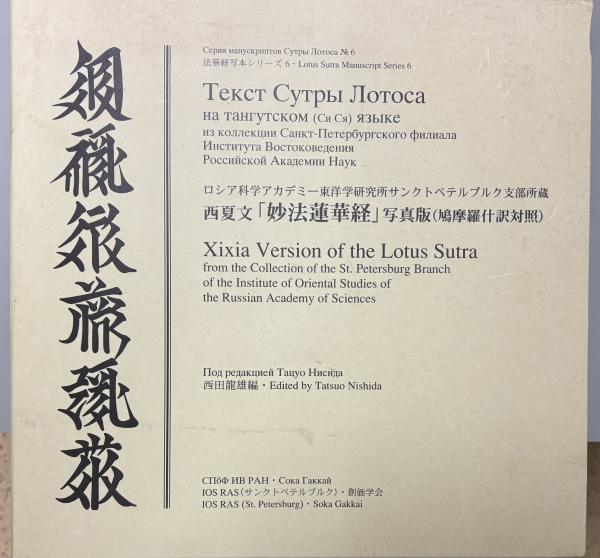 Серия манускриптов Сутры Лотоса № 6
法華経写本シリーズ 6・Lotus Sutra Manuscript Series 6
Текст Сутры Лотоса
на тангутском (Си Ся) языке
из коллекции Санкт-Петербургского филиала
Института Востоковедения
Российской Академии Наук
ロシア科学アカデミー東洋学研究所サンクトペテルブルク支部所蔵
西夏文「妙法蓮華経」写真版(鳩摩羅什訳対照)
Xixia Version of the Lotus Sutra
from the Collection of the St. Petersburg Branch
of the Institute of Oriental Studies of
the Russian Academy of Sciences
Под редакцией Тацуо Нисида
西田龍雄編・Edited by Tatsuo Nishida
СПбФ ИВ РАН・Сока Гаккай
IOS RAS(サンクトペテルブルク)・創価学会
IOS RAS (St. Petersburg)・Soka Gakkai